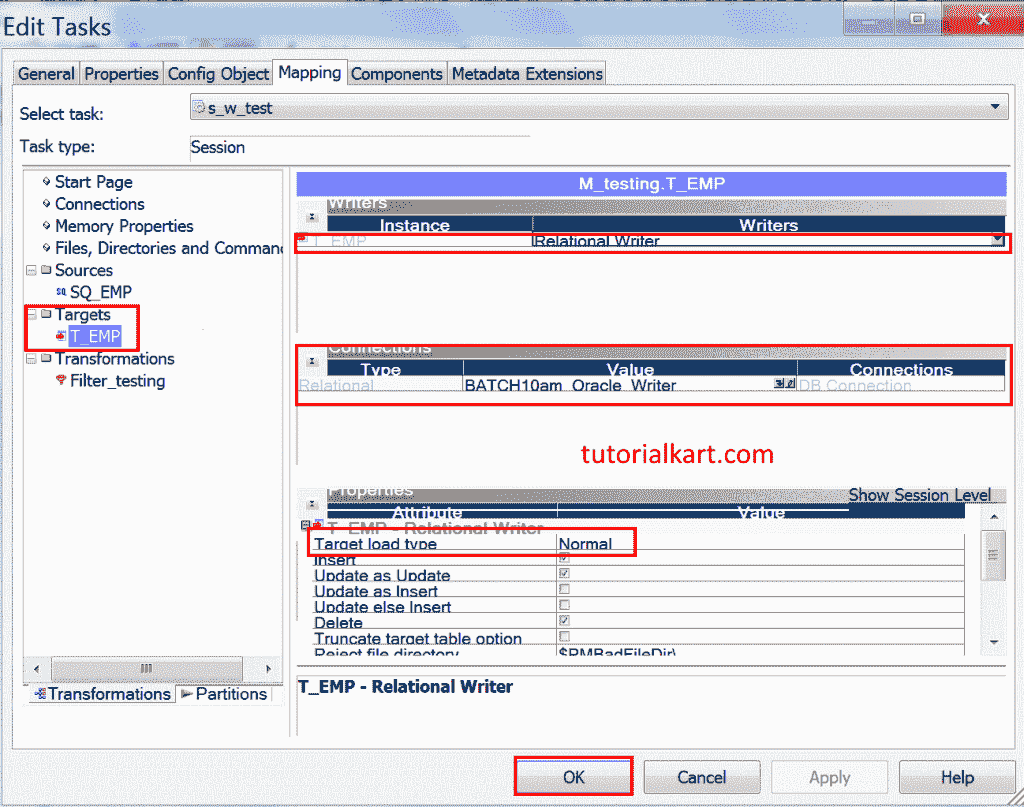 Edit Tasks
General Properties Config Object Mapping Components Metadata Extensions
Select task: s_w_test
Task type: Session
Start Page
Connections
Memory Properties
Files, Directories and Comman
Sources
SQ_EMP
Targets
T_EMP
Transformations
Filter_testing
Transformations Partitions
M_testing.T_EMP
Writers
Instance Writers
T_EMP Relational Writer
Connections
Type Value Connections
Relational BATCH10am_Oracle_Writer DB Connection
tutorialkart.com
Properties Show Session Level
Attribute Value
T_EMP - Relational Writer
Target load type Normal
Insert
Update as Update
Update as Insert
Update else Insert
Delete
Truncate target table option
Reject file directory $PMBadFileDir\
T_EMP - Relational Writer
OK Cancel Apply Help